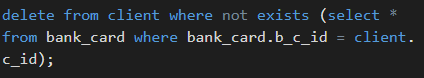 delete from client where not exists (select *
from bank_card where bank_card.b_c_id = client.
c_id);